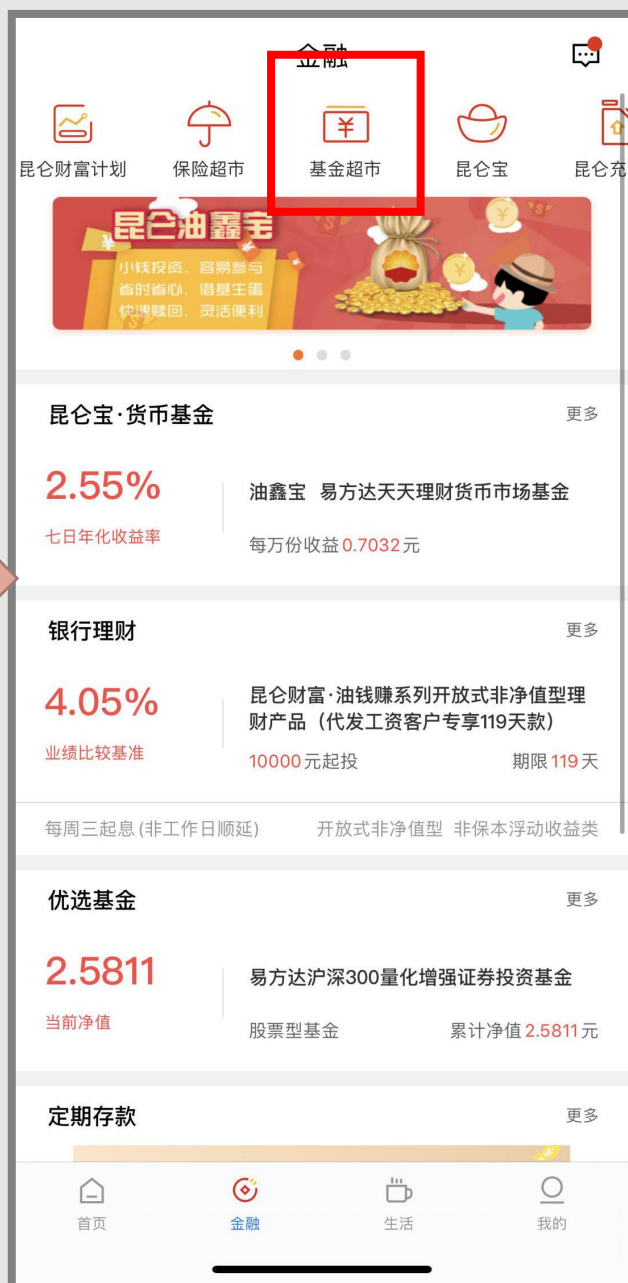 金融
昆仑财富计划
保险超市
基金超市
昆仑宝
昆仑充
昆仑油鑫宝
小钱投资，容易参与
省时省心，借基生蛋
快速赎回，灵活便利
昆仑宝·货币基金
更多
2.55%
油鑫宝 易方达天天理财货币市场基金
七日年化收益率
每万份收益0.7032元
银行理财
更多
4.05%
昆仑财富·油钱赚系列开放式非净值型理
财产品（代发工资客户专享119天款）
业绩比较基准
10000元起投
期限119天
每周三起息(非工作日顺延)
开放式非净值型 非保本浮动收益类
优选基金
更多
2.5811
易方达沪深300量化增强证券投资基金
当前净值
股票型基金
累计净值2.5811元
定期存款
更多
首页
金融
生活
我的